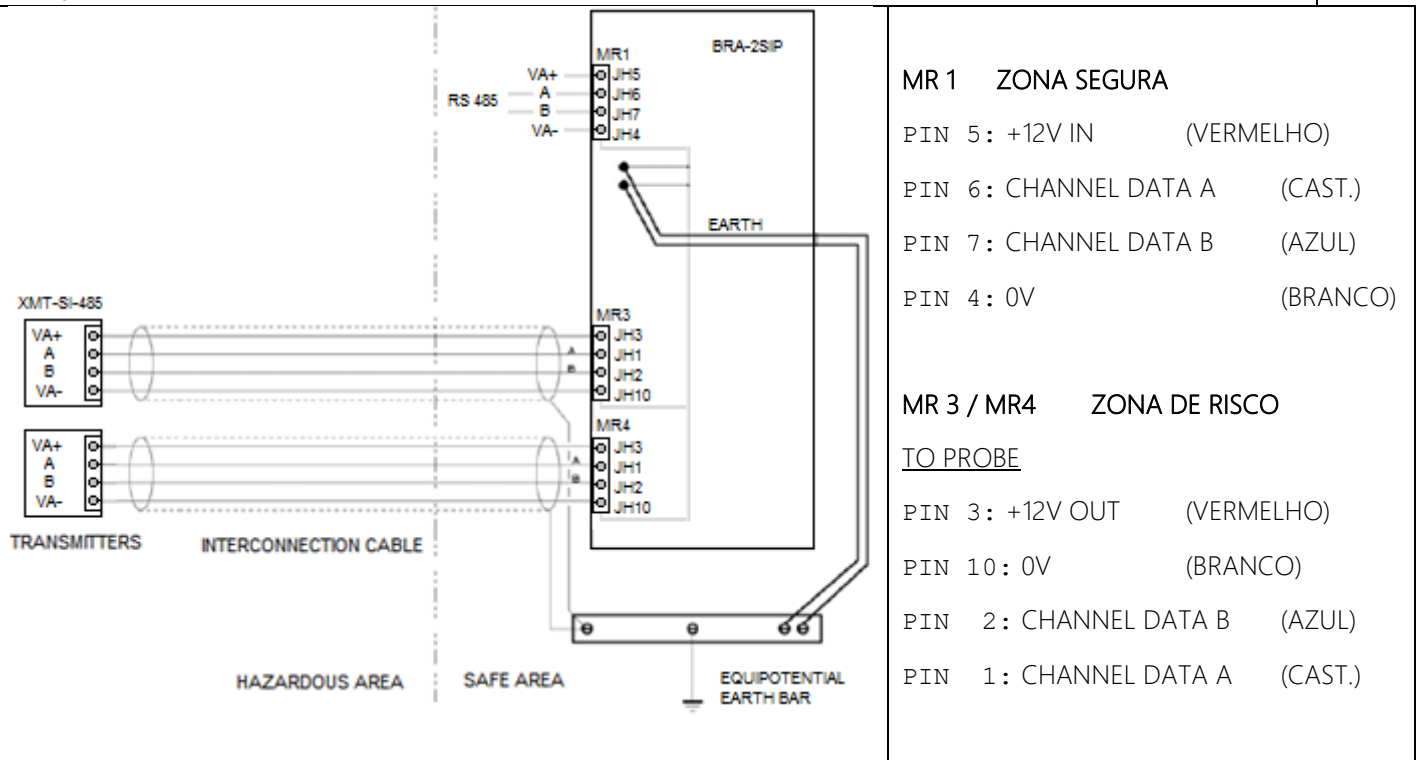 BRA-2SIP
MR1
VA+ JH5
RS 485 A JH6
B JH7
VA- JH4
EARTH
XMT-SI-485
VA+
A
B
VA-
MR3
JH3
A JH1
B JH2
JH10
MR4
VA+
A
B
VA-
JH3
A JH1
B JH2
JH10
TRANSMITTERS
INTERCONNECTION CABLE
HAZARDOUS AREA
SAFE AREA
EQUIPOTENTIAL
EARTH BAR
MR 1 ZONA SEGURA
PIN 5: +12V IN (VERMELHO)
PIN 6: CHANNEL DATA A (CAST.)
PIN 7: CHANNEL DATA B (AZUL)
PIN 4: 0V (BRANCO)
MR 3 / MR4 ZONA DE RISCO
TO PROBE
PIN 3: +12V OUT (VERMELHO)
PIN 10: 0V (BRANCO)
PIN 2: CHANNEL DATA B (AZUL)
PIN 1: CHANNEL DATA A (CAST.)